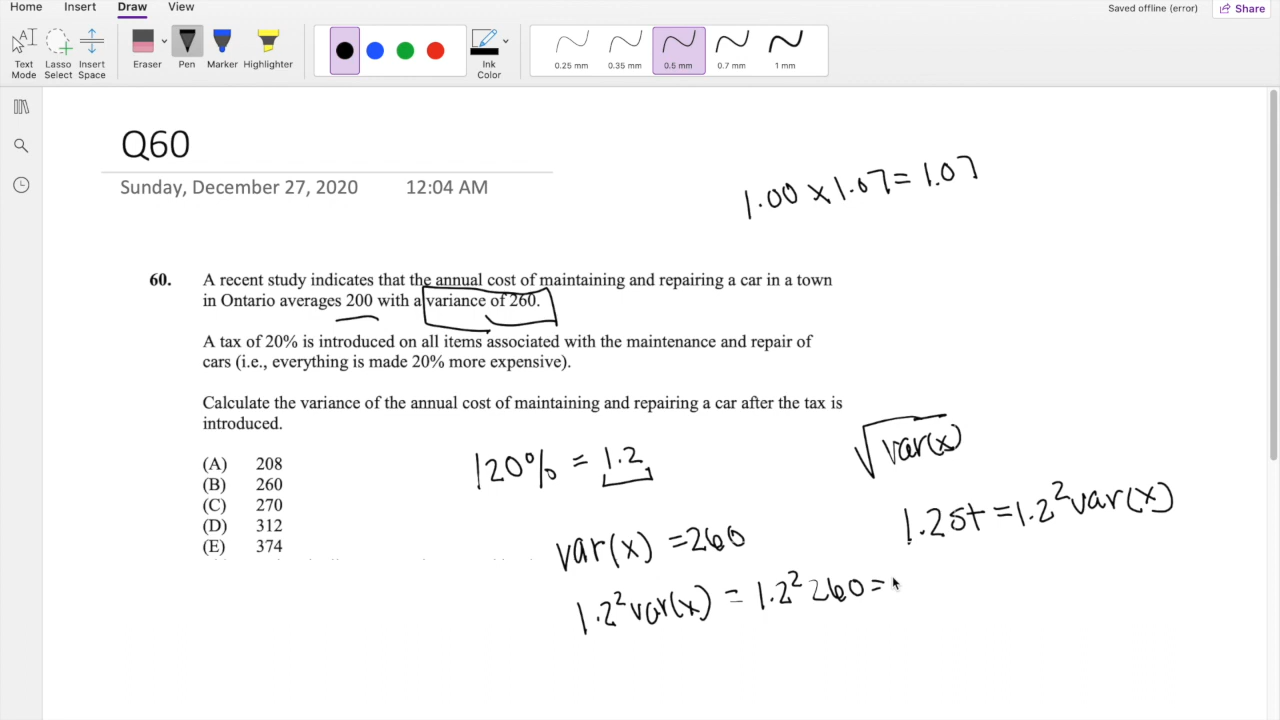 Home Insert Draw View
Saved offline (error)
Share
Text Mode
Lasso Select
Insert Space
Eraser
Pen
Marker
Highlighter
Ink Color
0.25 mm
0.35 mm
0.5 mm
0.7 mm
1 mm
Q60
Sunday, December 27, 2020 12:04 AM
1.00 x 1.07 = 1.07
60. A recent study indicates that the annual cost of maintaining and repairing a car in a town
in Ontario averages 200 with a variance of 260.
A tax of 20% is introduced on all items associated with the maintenance and repair of
cars (i.e., everything is made 20% more expensive).
Calculate the variance of the annual cost of maintaining and repairing a car after the tax is
introduced.
(A) 208
(B) 260
(C) 270
(D) 312
(E) 374
120% = 1.2
√var(x)
1.2st = 1.2² var(x)
var(x) = 260
1.2² var(x) = 1.2² 260 =